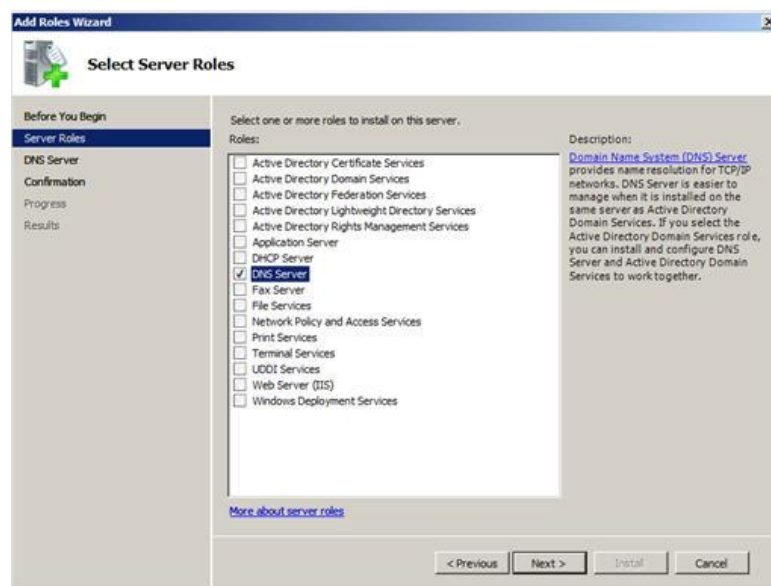 Add Roles Wizard
Select Server Roles
Before You Begin
Server Roles
DNS Server
Confirmation
Progress
Results
Select one or more roles to install on this server.
Roles:
Active Directory Certificate Services
Active Directory Domain Services
Active Directory Federation Services
Active Directory Lightweight Directory Services
Active Directory Rights Management Services
Application Server
DHCP Server
DNS Server
Fax Server
File Services
Network Policy and Access Services
Print Services
Terminal Services
UDDI Services
Web Server (IIS)
Windows Deployment Services
More about server roles
Description:
Domain Name System (DNS) Server
provides name resolution for TCP/IP
networks. DNS Server is easier to
manage when it is installed on the
same server as Active Directory
Domain Services. If you select the
Active Directory Domain Services role,
you can install and configure DNS
Server and Active Directory Domain
Services to work together.
< Previous
Next >
Install
Cancel